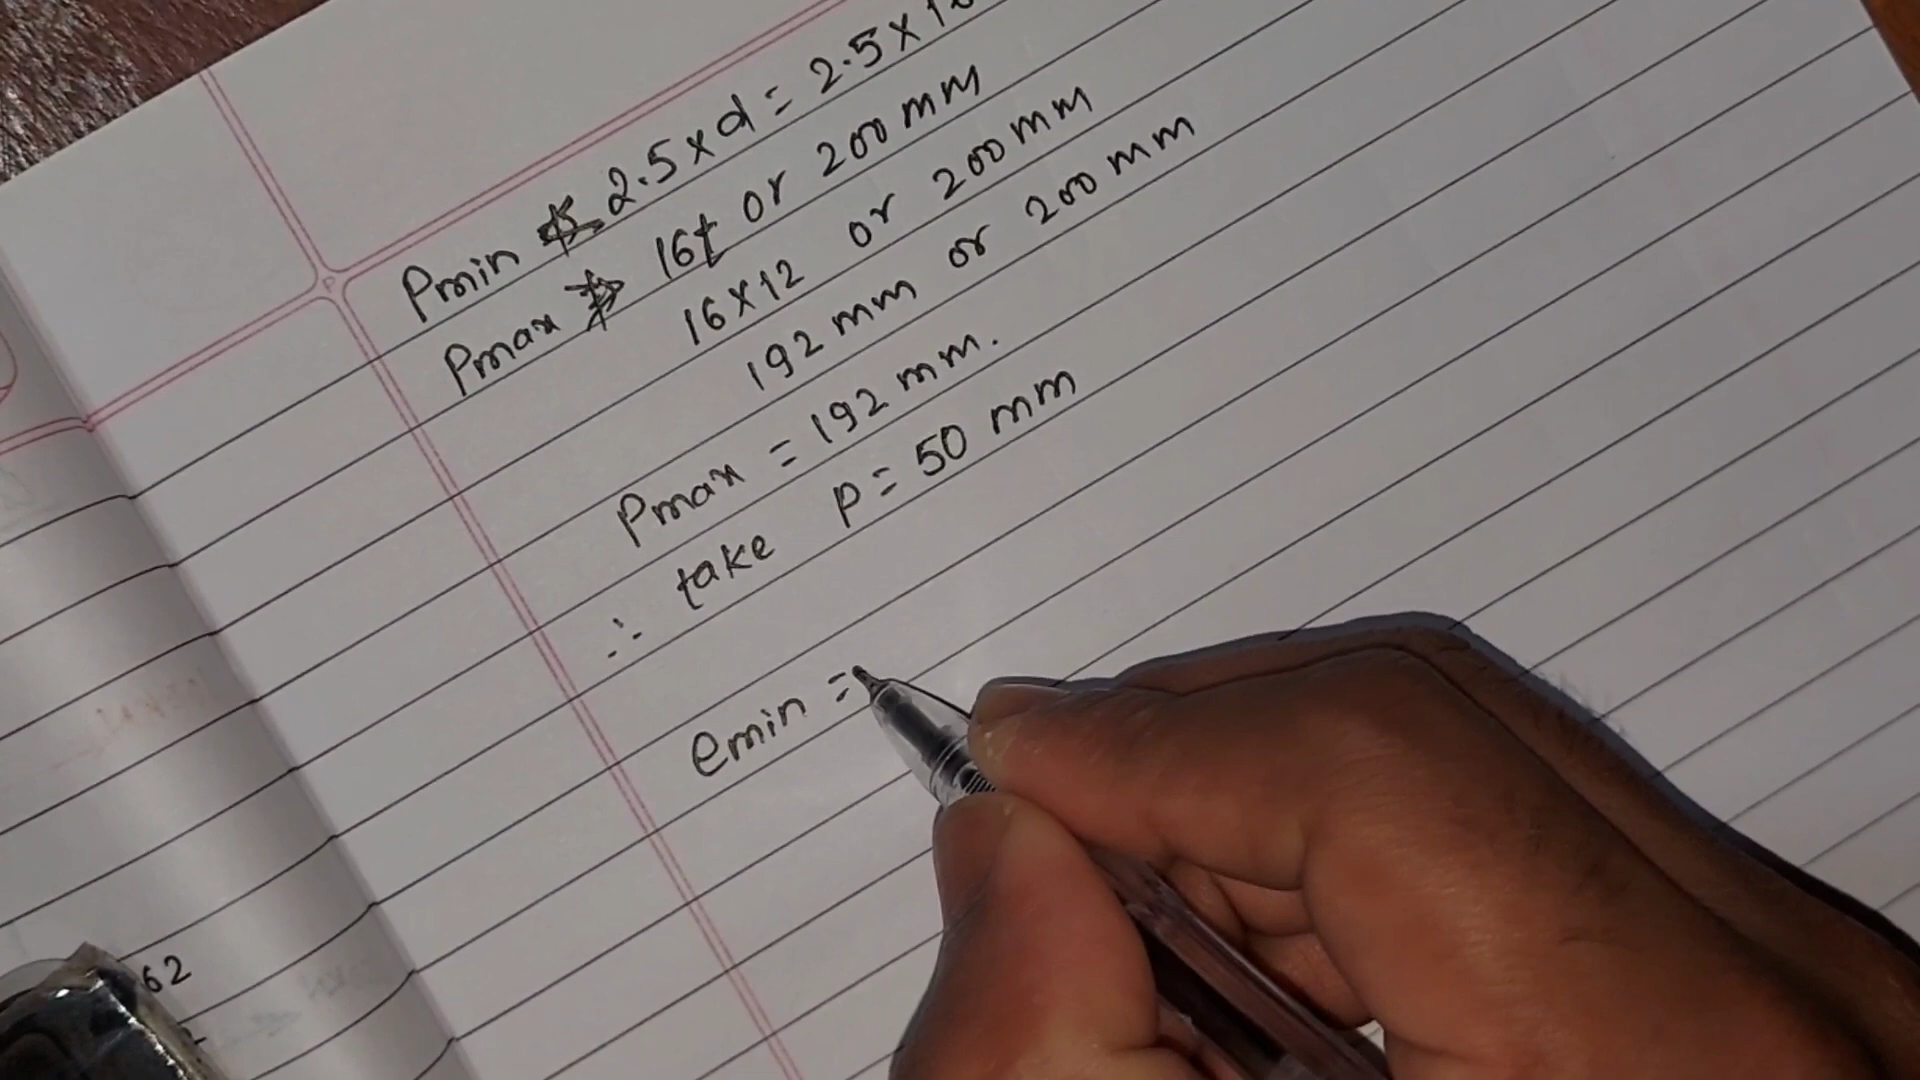 Pmin ≮ 2.5 x d = 2.5 x 1
Pmax ≯ 16t or 200 mm
16 x 12 or 200 mm
192 mm or 200 mm
Pmax = 192 mm.
∴ take P = 50 mm
emin =
62